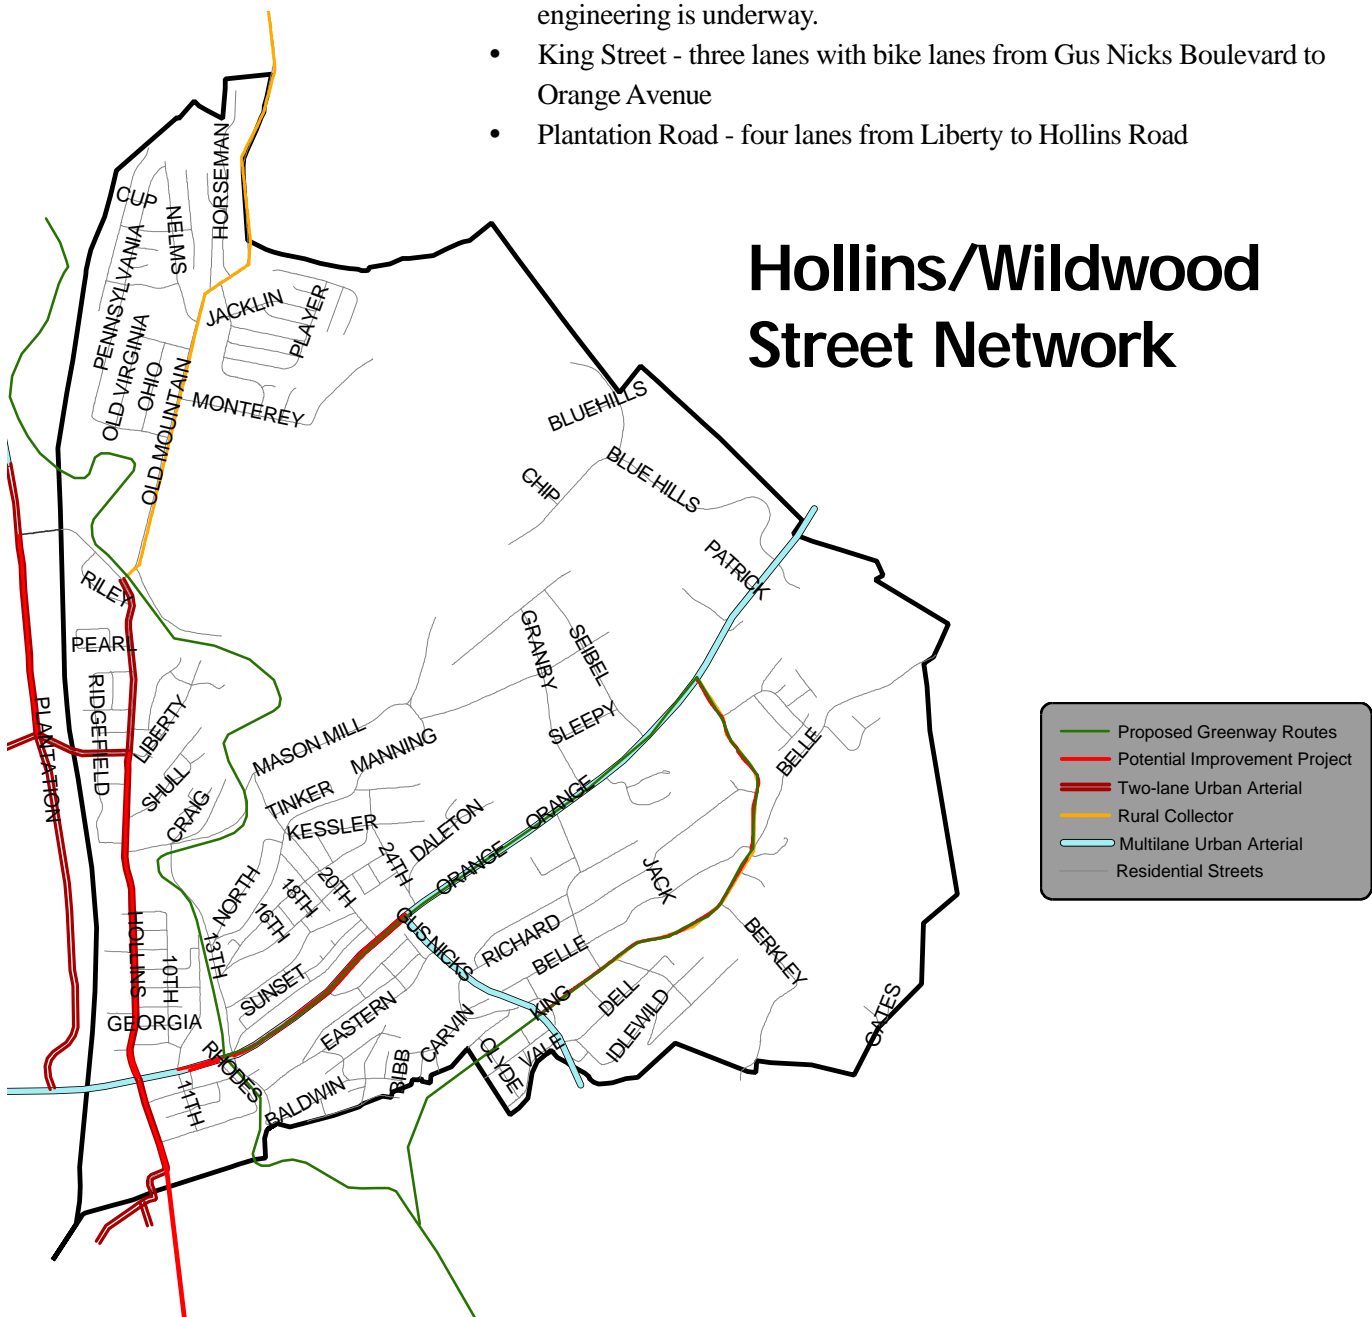 engineering is underway.
• King Street - three lanes with bike lanes from Gus Nicks Boulevard to
Orange Avenue
• Plantation Road - four lanes from Liberty to Hollins Road
Hollins/Wildwood
Street Network
HORSEMAN
CUP
NELMS
PENNSYLVANIA
JACKLIN
PLAYER
OLD VIRGINIA
OHIO
OLD MOUNTAIN
MONTEREY
BLUEHILLS
BLUE HILLS
CHIP
PATRICK
RILEY
PEARL
GRANBY
SEIBEL
RIDGEFIELD
PLANTATION
LIBERTY
SLEEPY
BELLE
MASON MILL
MANNING
SHULL
CRAIG
TINKER
KESSLER
DALETON
ORANGE
ORANGE
24TH
20TH
18TH
16TH
NORTH
JACK
GUS NICKS
RICHARD
BELLE
BERKLEY
HOLLINS
13TH
10TH
SUNSET
KING
DELL
IDLEWILD
GATES
GEORGIA
EASTERN
CARVIN
RHODES
BIBB
CLYDE
VALE
11TH
BALDWIN
Proposed Greenway Routes
Potential Improvement Project
Two-lane Urban Arterial
Rural Collector
Multilane Urban Arterial
Residential Streets